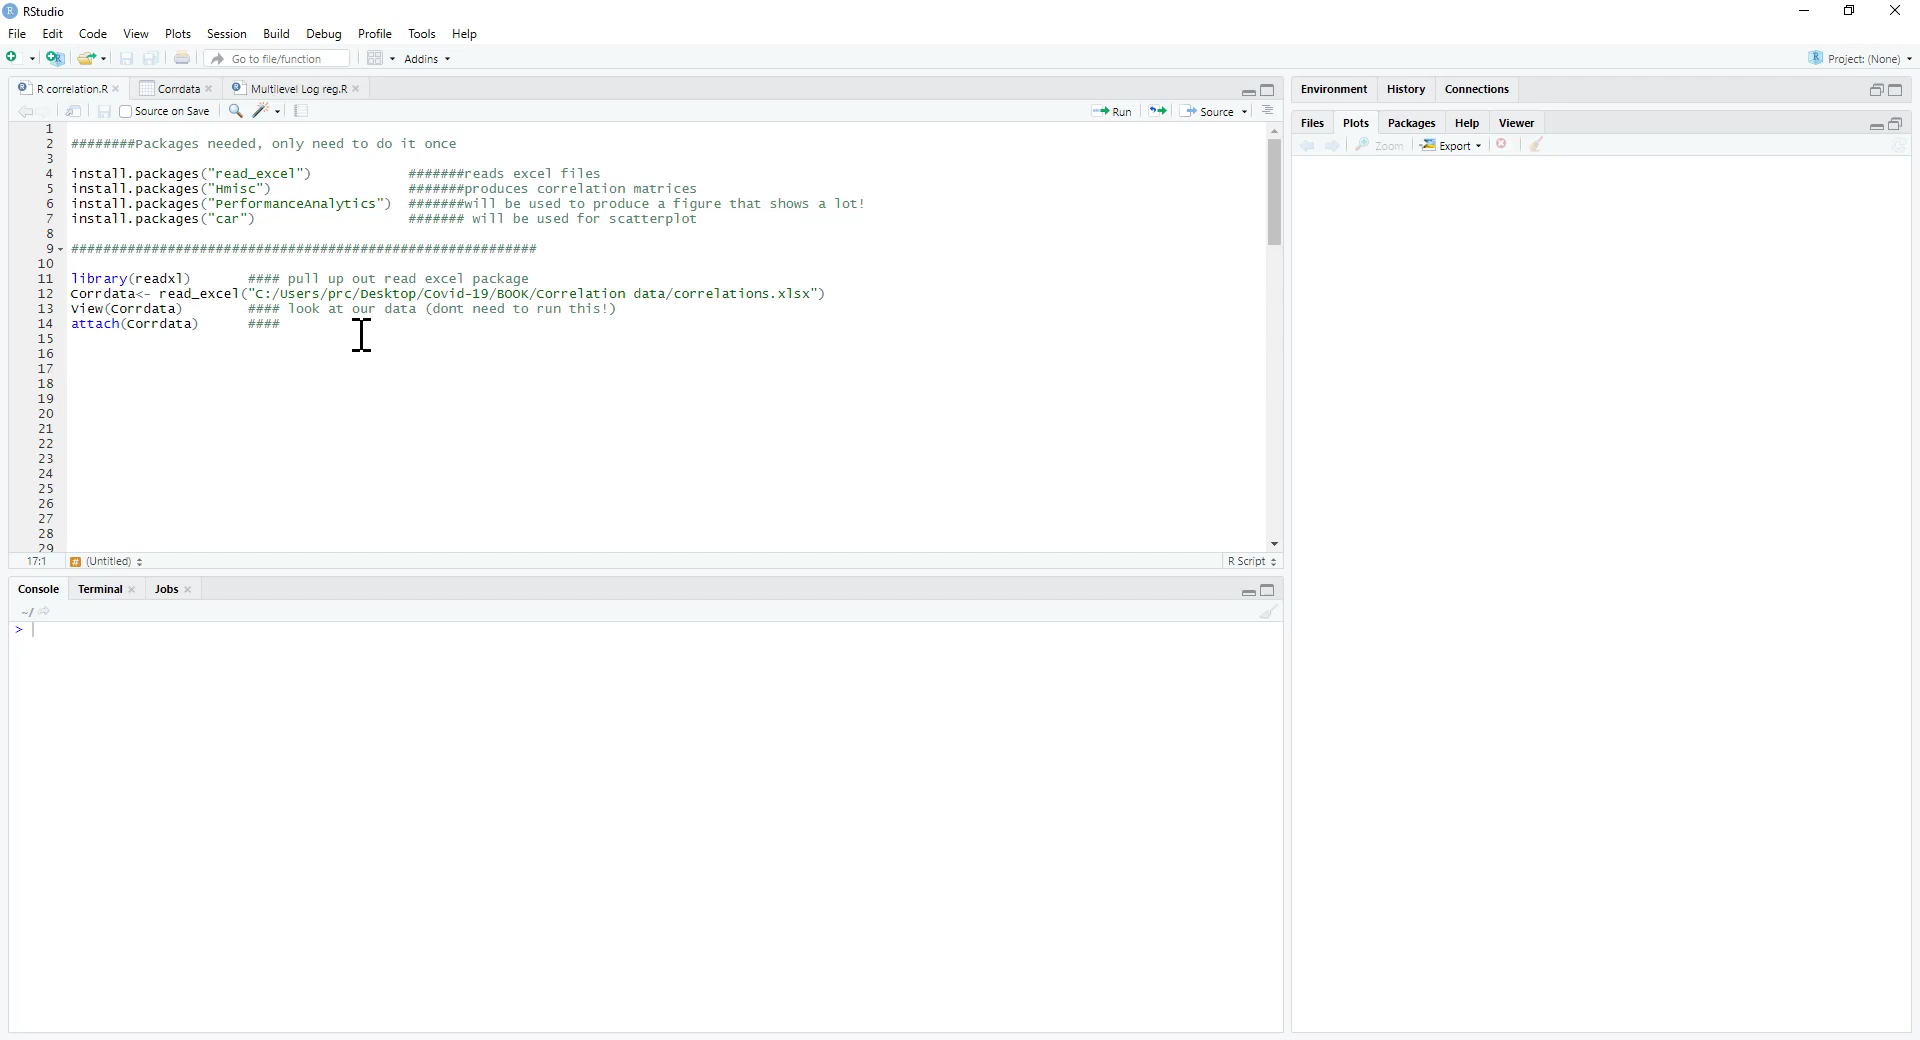 RStudio
File Edit Code View Plots Session Build Debug Profile Tools Help
Go to file/function Addins Project: (None)
R correlation.R Corrdata Multilevel Log reg.R
Source on Save Run Source
1
2 ########Packages needed, only need to do it once
3
4 install.packages("read_excel") #######reads excel files
5 install.packages("Hmisc") #######produces correlation matrices
6 install.packages("PerformanceAnalytics") #######will be used to produce a figure that shows a lot!
7 install.packages("car") ####### will be used for scatterplot
8
9 ##########################################################
10
11 library(readxl) #### pull up out read excel package
12 Corrdata<- read_excel("C:/Users/prc/Desktop/Covid-19/BOOK/Correlation data/correlations.xlsx")
13 View(Corrdata) #### look at our data (dont need to run this!)
14 attach(Corrdata) ####
15
16
17
18
19
20
21
22
23
24
25
26
27
28
29
17:1 (Untitled) R Script
Console Terminal Jobs
~/
>
Environment History Connections
Files Plots Packages Help Viewer
Zoom Export